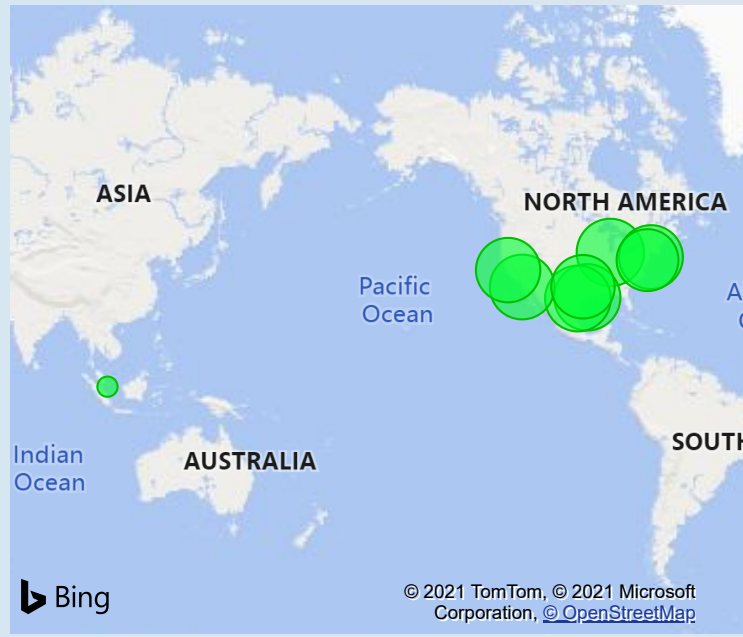 ASIA
NORTH AMERICA
Pacific
Ocean
A
Indian
Ocean
AUSTRALIA
SOUTH
Bing
© 2021 TomTom, © 2021 Microsoft
Corporation, © OpenStreetMap